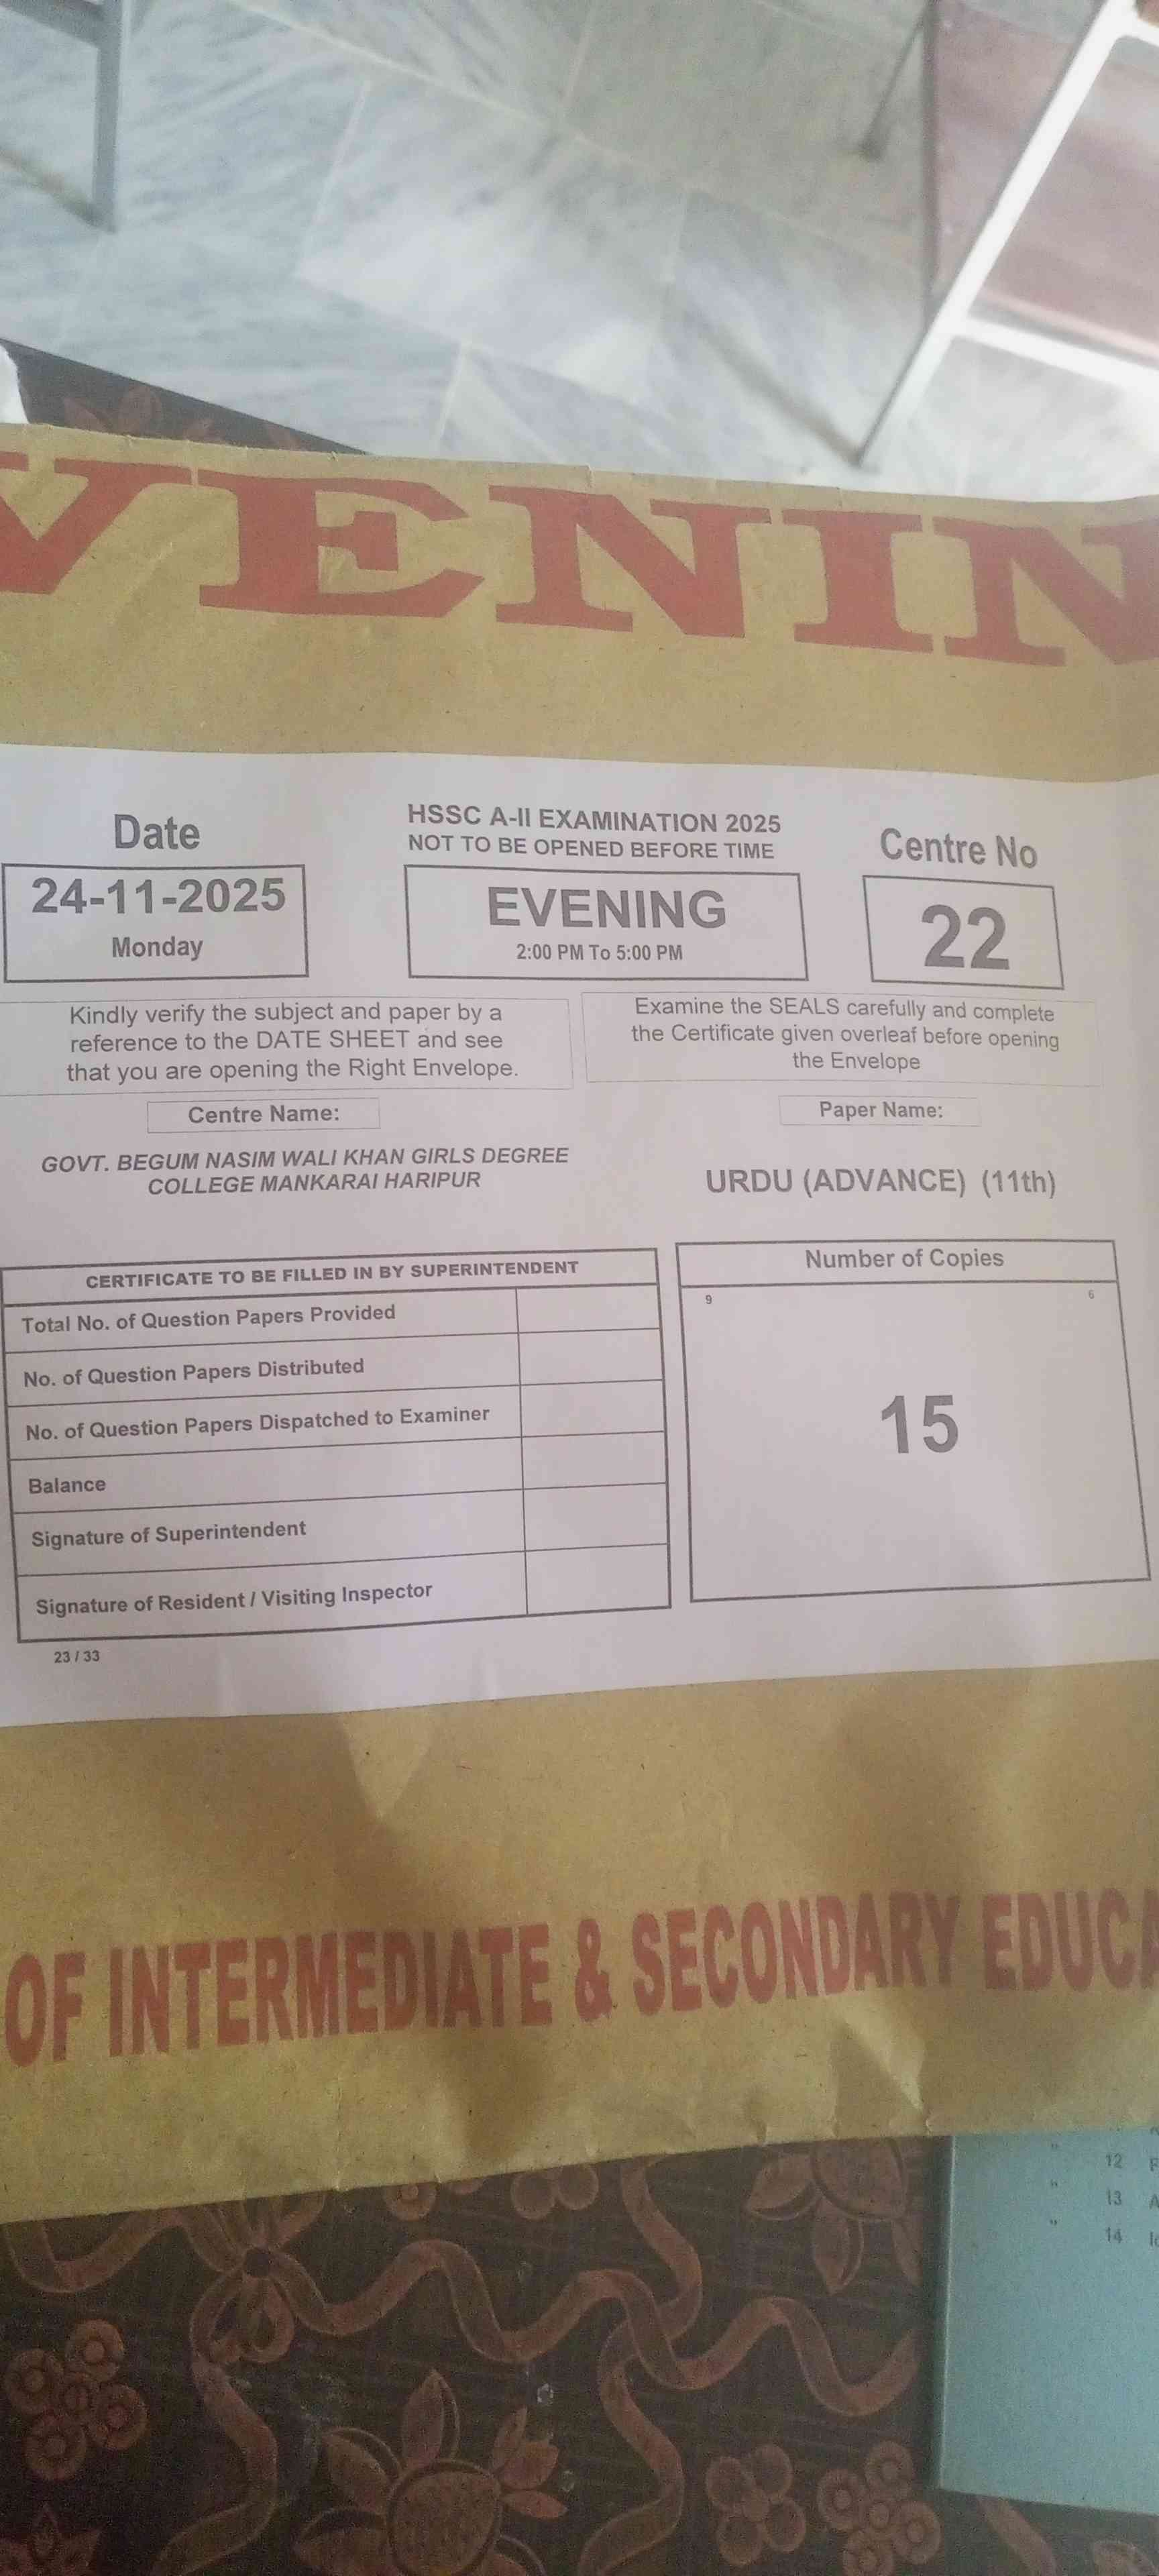 VENIN
Date
24-11-2025
Monday
HSSC A-II EXAMINATION 2025
NOT TO BE OPENED BEFORE TIME
EVENING
2:00 PM To 5:00 PM
Centre No
22
Kindly verify the subject and paper by a
reference to the DATE SHEET and see
that you are opening the Right Envelope.
Examine the SEALS carefully and complete
the Certificate given overleaf before opening
the Envelope
Centre Name:
GOVT. BEGUM NASIM WALI KHAN GIRLS DEGREE
COLLEGE MANKARAI HARIPUR
Paper Name:
URDU (ADVANCE) (11th)
CERTIFICATE TO BE FILLED IN BY SUPERINTENDENT
Total No. of Question Papers Provided
No. of Question Papers Distributed
No. of Question Papers Dispatched to Examiner
Balance
Signature of Superintendent
Signature of Resident / Visiting Inspector
Number of Copies
9 6
15
23 / 33
OF INTERMEDIATE & SECONDARY EDUCA
" 12
" 13
" 14